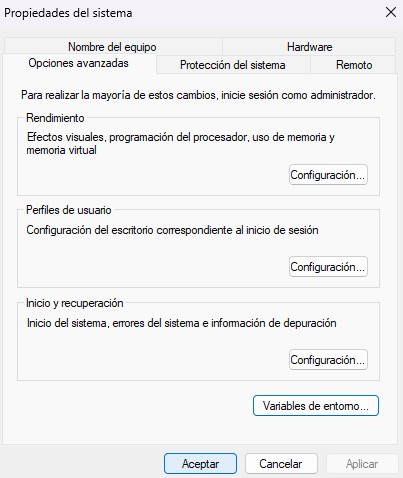 Propiedades del sistema
Nombre del equipo
Hardware
Opciones avanzadas
Protección del sistema
Remoto
Para realizar la mayoría de estos cambios, inicie sesión como administrador.
Rendimiento
Efectos visuales, programación del procesador, uso de memoria y
memoria virtual
Configuración...
Perfiles de usuario
Configuración del escritorio correspondiente al inicio de sesión
Configuración...
Inicio y recuperación
Inicio del sistema, errores del sistema e información de depuración
Configuración...
Variables de entorno...
Aceptar
Cancelar
Aplicar